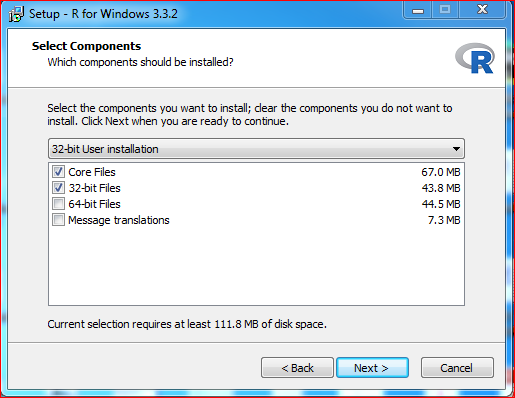 Setup - R for Windows 3.3.2
Select Components
Which components should be installed?
R
Select the components you want to install; clear the components you do not want to
install. Click Next when you are ready to continue.
32-bit User installation
Core Files 67.0 MB
32-bit Files 43.8 MB
64-bit Files 44.5 MB
Message translations 7.3 MB
Current selection requires at least 111.8 MB of disk space.
< Back Next > Cancel